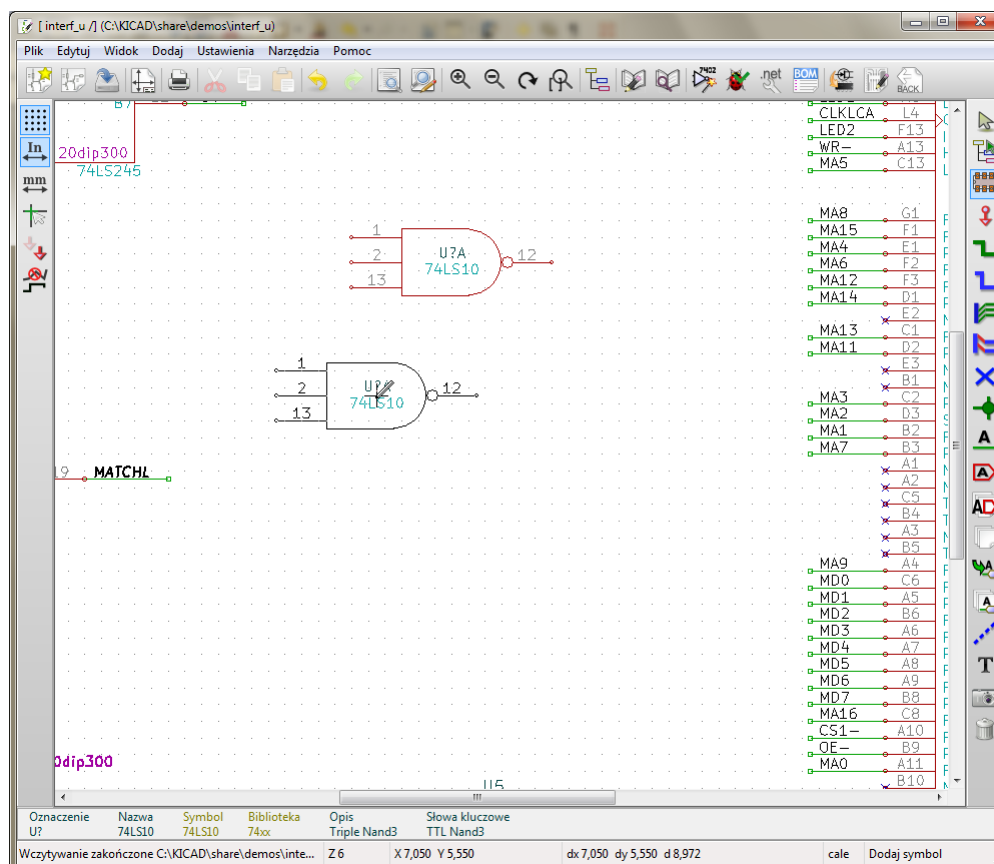 [ interf_u /] (C:\KICAD\share\demos\interf_u)
Plik Edytuj Widok Dodaj Ustawienia Narzędzia Pomoc
7402 .net BOM BACK
In
mm
B7
20dip300
74LS245
CLKLCA L4
LED2 F13
WR- A13
MA5 C13
1
2
13
U?A
74LS10
12
MA8 G1
MA15 F1
MA4 E1
MA6 F2
MA12 F3
MA14 D1
E2
MA13 C1
MA11 D2
E3
B1
MA3 C2
MA2 D3
MA1 B2
MA7 B3
A1
A2
C5
B4
A3
B5
MA9 A4
MD0 C6
MD1 A5
MD2 B6
MD3 A6
MD4 A7
MD5 A8
MD6 A9
MD7 B8
MA16 C8
CS1- A10
OE- B9
MA0 A11
B10
1
2
13
74LS10
12
MATCHL
dip300
U5
A
A
AD
A
A
T
Oznaczenie Nazwa Symbol Biblioteka Opis Słowa kluczowe
U? 74LS10 74LS10 74xx Triple Nand3 TTL Nand3
Wczytywanie zakończone C:\KICAD\share\demos\inte... Z 6 X 7,050 Y 5,550 dx 7,050 dy 5,550 d 8,972 cale Dodaj symbol